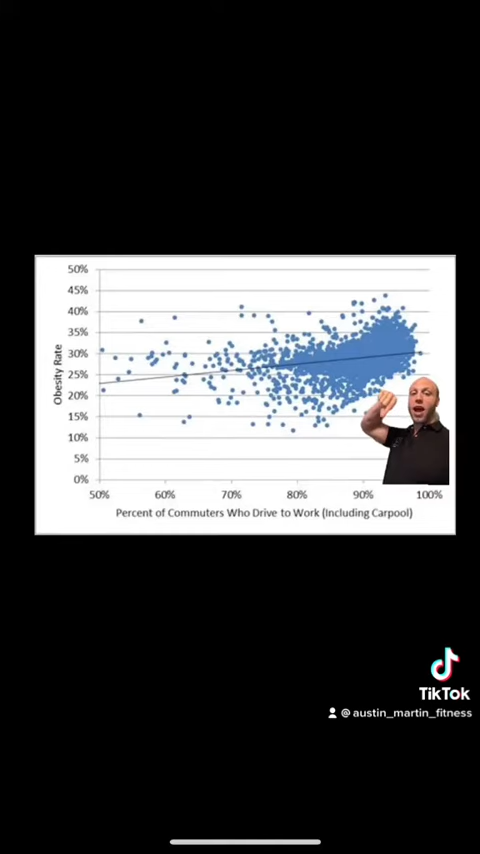 50%
45%
40%
35%
30%
25%
20%
15%
10%
5%
0%
Obesity Rate
50% 60% 70% 80% 90% 100%
Percent of Commuters Who Drive to Work (Including Carpool)
TikTok
@austin_martin_fitness